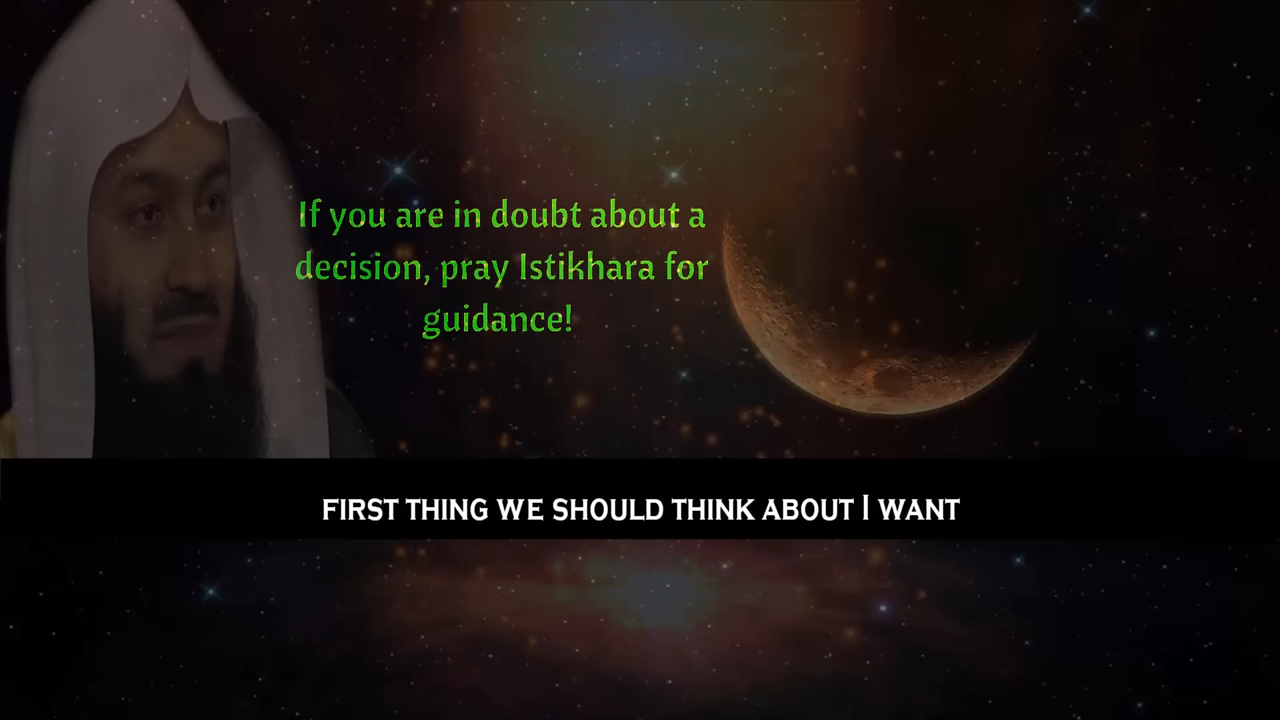 If you are in doubt about a
decision, pray Istikhara for
guidance!
FIRST THING WE SHOULD THINK ABOUT I WANT